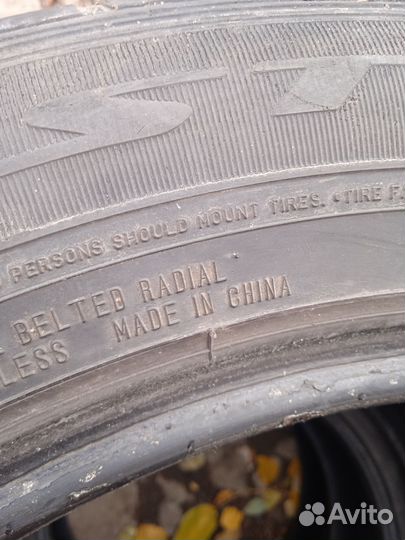 PERSONS SHOULD MOUNT TIRES. •TIRE FA
BELTED RADIAL
LESS MADE IN CHINA
Avito